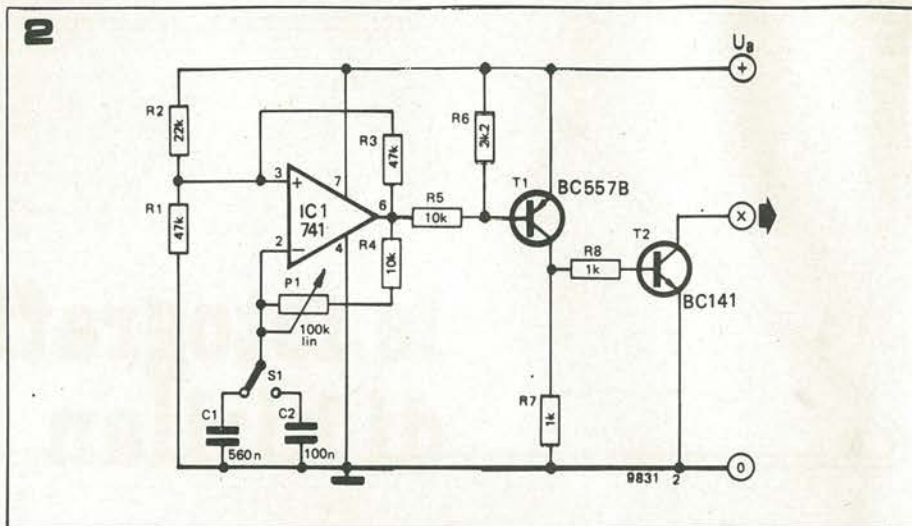 2
U_B
+
R2
22k
R3
47k
R6
2k2
T1
BC557B
3
+
7
IC1
741
6
R5
10k
X
R1
47k
2
−
4
R4
10k
R8
1k
T2
BC141
P1
100k
lin
S1
C1
560n
C2
100n
R7
1k
9831 2
0